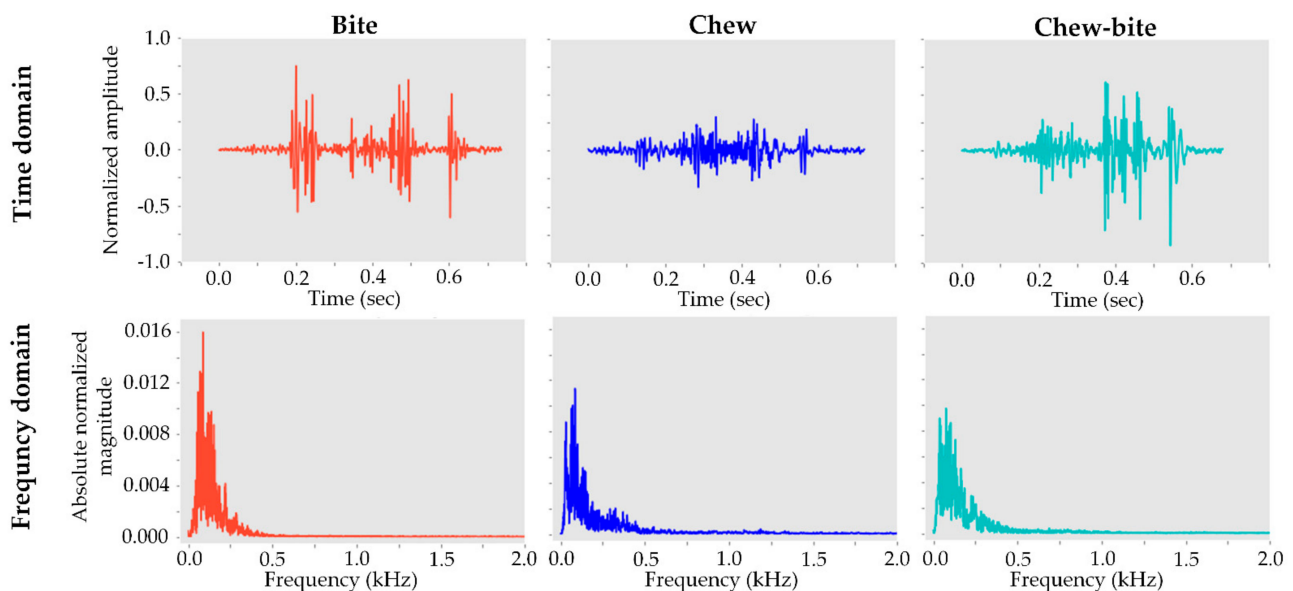 Bite
Chew
Chew-bite
Time domain
Normalized amplitude
1.0
0.5
0.0
-0.5
-1.0
0.0 0.2 0.4 0.6
Time (sec)
0.0 0.2 0.4 0.6
Time (sec)
0.0 0.2 0.4 0.6
Time (sec)
Frequncy domain
Absolute normalized
magnitude
0.016
0.012
0.008
0.004
0.000
0.0 0.5 1.0 1.5 2.0
Frequency (kHz)
0.0 0.5 1.0 1.5 2.0
Frequency (kHz)
0.0 0.5 1.0 1.5 2.0
Frequency (kHz)